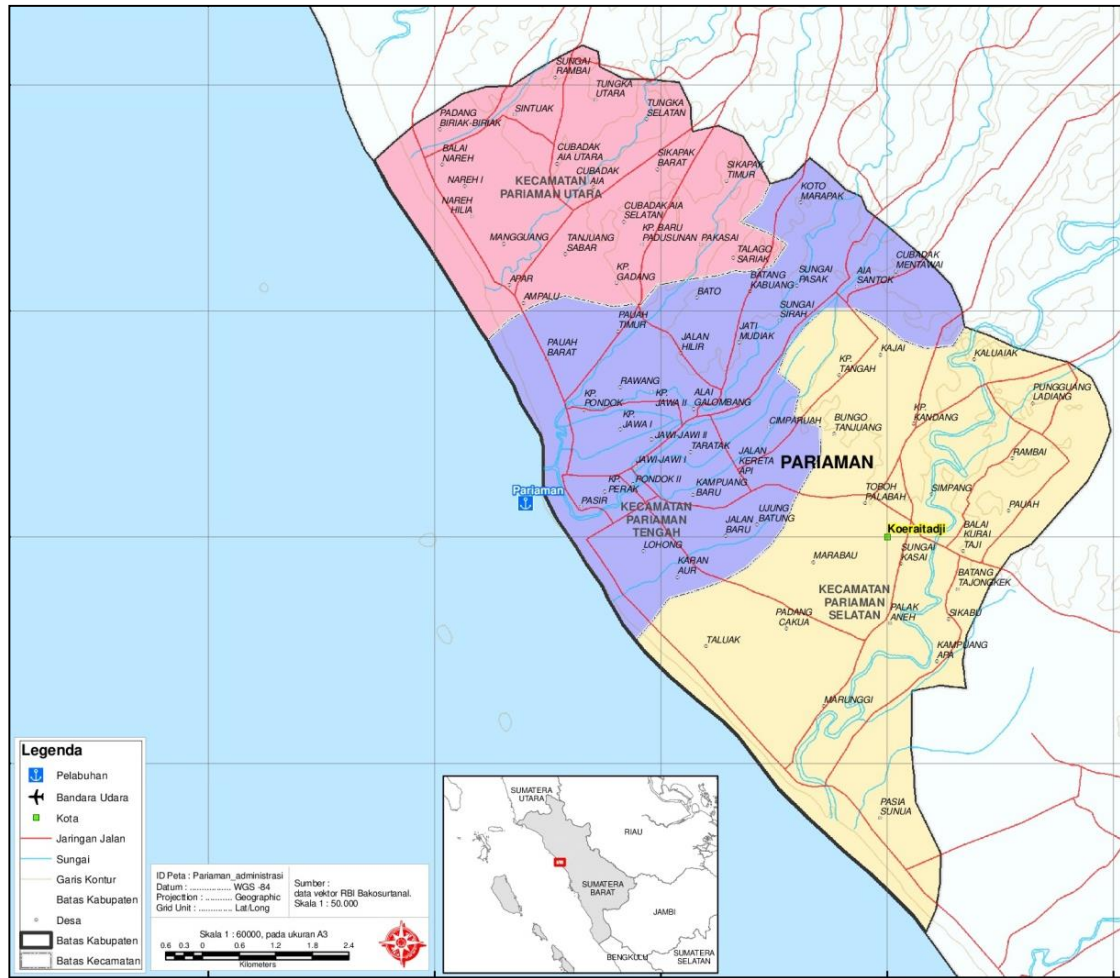 SUNGAI
RAMBAI
TUNGKA
UTARA
TUNGKA
SELATAN
SINTUAK
PADANG
BIRIAK-BIRIAK
BALAI
NAREH
CUBADAK
AIA UTARA
SIKAPAK
BARAT
SIKAPAK
TIMUR
NAREH I
CUBADAK
AIA
KECAMATAN
PARIAMAN UTARA
NAREH
HILIA
CUBADAK AIA
SELATAN
KOTO
MARAPAK
MANGGUANG
TANJUANG
SABAR
KP. BARU
PADUSUNAN
PAKASAI
TALAGO
SARIAK
CUBADAK
MENTAWAI
APAR
KP.
GADANG
BATANG
KABUANG
SUNGAI
PASAK
AIA
SANTOK
AMPALU
BATO
SUNGAI
SIRAH
PAUAH
TIMUR
PAUAH
BARAT
JALAN
HILIR
JATI
MUDIAK
KAJAI
KP.
TANGAH
KALUAIAK
RAWANG
KP.
PONDOK
KP.
JAWA II
ALAI
GALOMBANG
PUNGGUANG
LADIANG
KP.
JAWA I
CIMPARUAH
BUNGO
TANJUANG
KP.
KANDANG
JAWI-JAWI II
TARATAK
JAWI-JAWI I
JALAN
KERETA
API
PARIAMAN
RAMBAI
Pariaman
PASIR
KP.
PERAK
PONDOK II
KAMPUANG
BARU
TOBOH
PALABAH
SIMPANG
PAUAH
KECAMATAN
PARIAMAN
TENGAH
JALAN
BARU
UJUNG
BATUNG
Koeraitadji
BALAI
KURAI
TAJI
LOHONG
KARAN
AUR
MARABAU
SUNGAI
KASAI
BATANG
TAJONGKEK
KECAMATAN
PARIAMAN
SELATAN
PADANG
CAKUA
PALAK
ANEH
SIKABU
TALUAK
KAMPUANG
APA
MARUNGGI
PASIA
SUNUA
Legenda
Pelabuhan
Bandara Udara
Kota
Jaringan Jalan
Sungai
Garis Kontur
Batas Kabupaten
Desa
Batas Kabupaten
Batas Kecamatan
ID Peta : Pariaman_administrasi
Datum : .................. WGS -84
Projecttion : ....... Geographic
Grid Unit : ............ Lat/Long
Sumber :
data vektor RBI Bakosurtanal.
Skala 1 : 50.000
Skala 1 : 60000, pada ukuran A3
0.6 0.3 0 0.6 1.2 1.8 2.4
Kilometers
SUMATERA
UTARA
RIAU
SUMATERA
BARAT
JAMBI
BENGKULU
SUMATERA
SELATAN